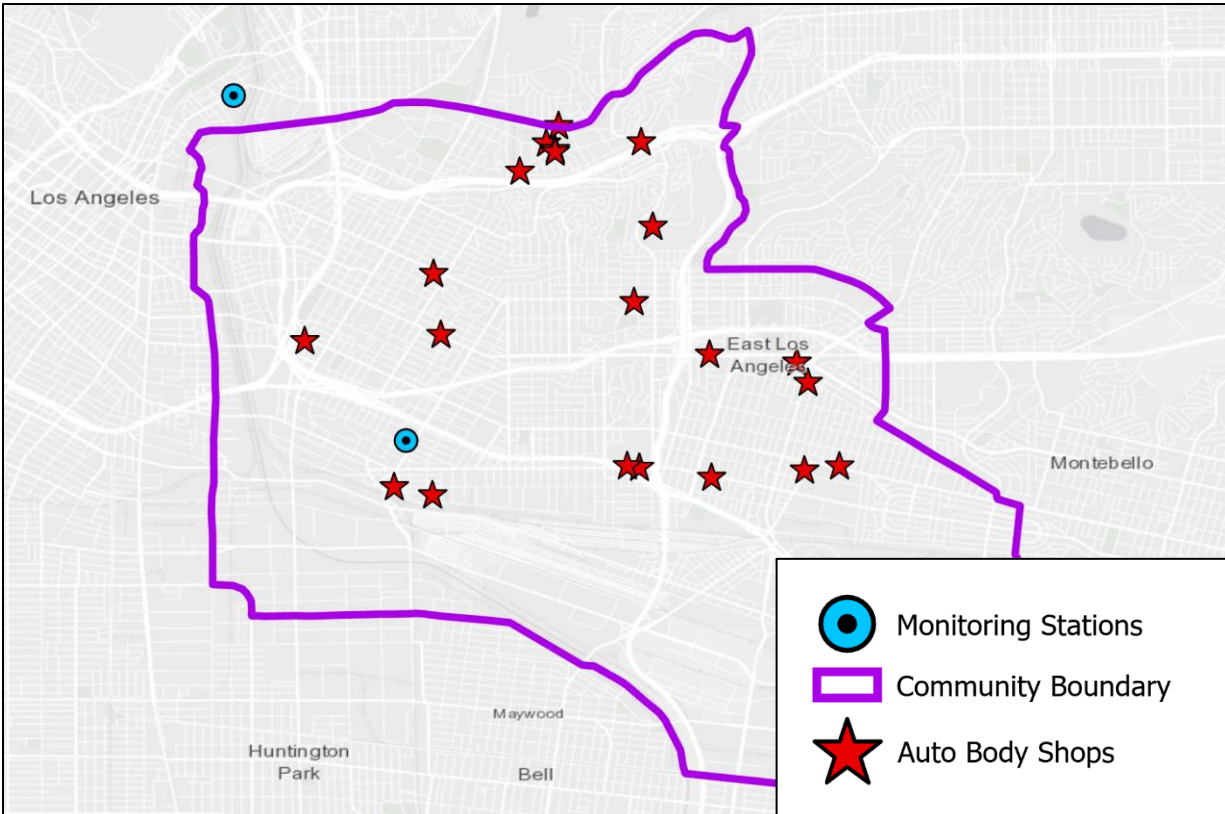 Los Angeles
East Los
Angeles
Montebello
Maywood
Huntington
Park
Bell
Monitoring Stations
Community Boundary
Auto Body Shops